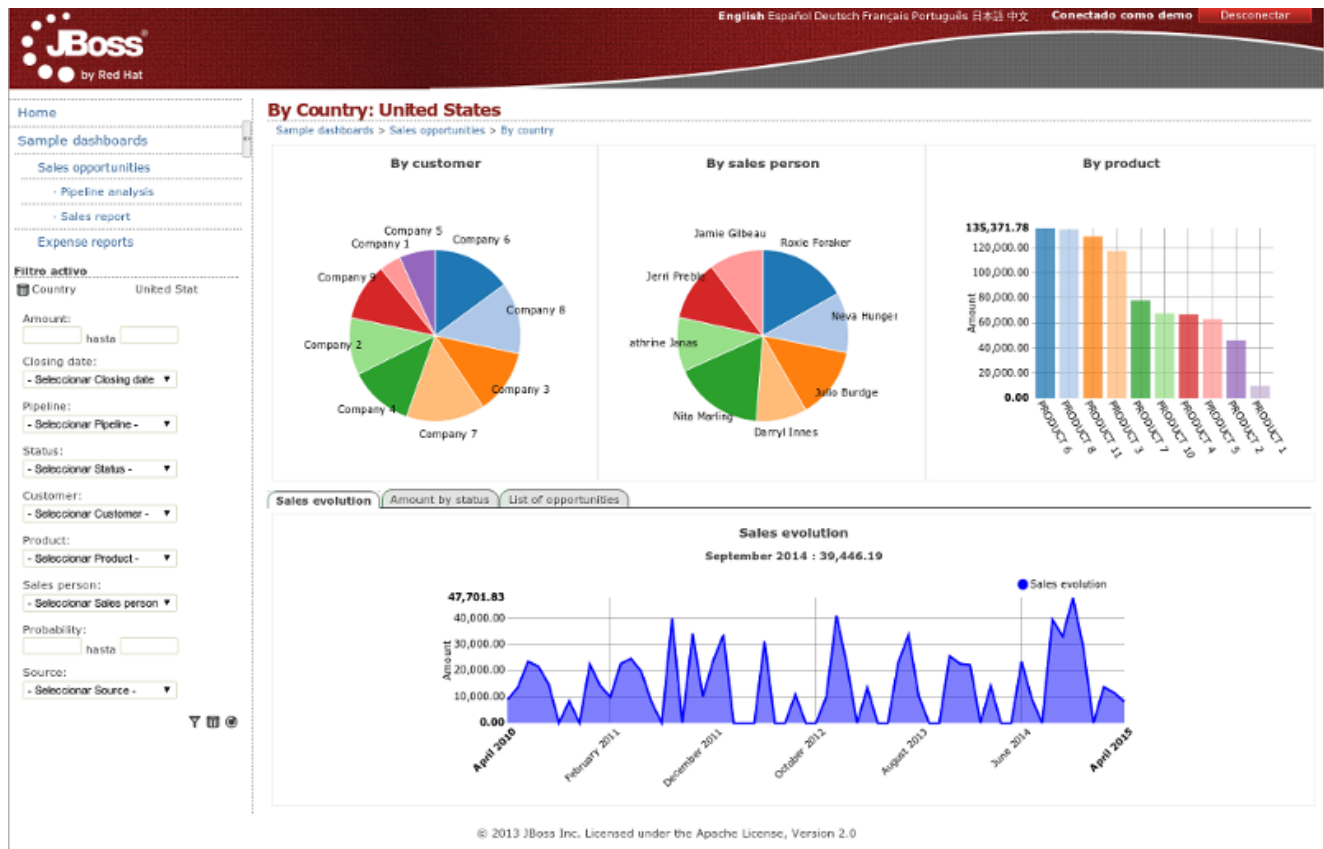 English Español Deutsch Français Português 日本語 中文 Conectado como demo Desconectar
JBoss®
by Red Hat
Home
Sample dashboards
Sales opportunities
· Pipeline analysis
· Sales report
Expense reports
Filtro activo
Country United Stat
Amount:
hasta
Closing date:
- Seleccionar Closing date ▼
Pipeline:
- Seleccionar Pipeline - ▼
Status:
- Seleccionar Status - ▼
Customer:
- Seleccionar Customer - ▼
Product:
- Seleccionar Product - ▼
Sales person:
- Seleccionar Sales person ▼
Probability:
hasta
Source:
- Seleccionar Source - ▼
By Country: United States
Sample dashboards > Sales opportunities > By country
By customer
Company 5
Company 6
Company 1
Company 9
Company 8
Company 2
Company 3
Company 4
Company 7
By sales person
Jamie Gilbeau
Roxie Foraker
Jerri Preble
Neva Hunger
athrine Janas
Julio Burdge
Nita Marling
Darryl Innes
By product
135,371.78
120,000.00
100,000.00
80,000.00
60,000.00
40,000.00
20,000.00
0.00
Amount
PRODUCT 6
PRODUCT 8
PRODUCT 11
PRODUCT 3
PRODUCT 7
PRODUCT 10
PRODUCT 4
PRODUCT 5
PRODUCT 2
PRODUCT 1
Sales evolution
Amount by status
List of opportunities
Sales evolution
September 2014 : 39,446.19
Sales evolution
47,701.83
40,000.00
30,000.00
20,000.00
10,000.00
0.00
Amount
April 2010
February 2011
December 2011
October 2012
August 2013
June 2014
April 2015
© 2013 JBoss Inc. Licensed under the Apache License, Version 2.0